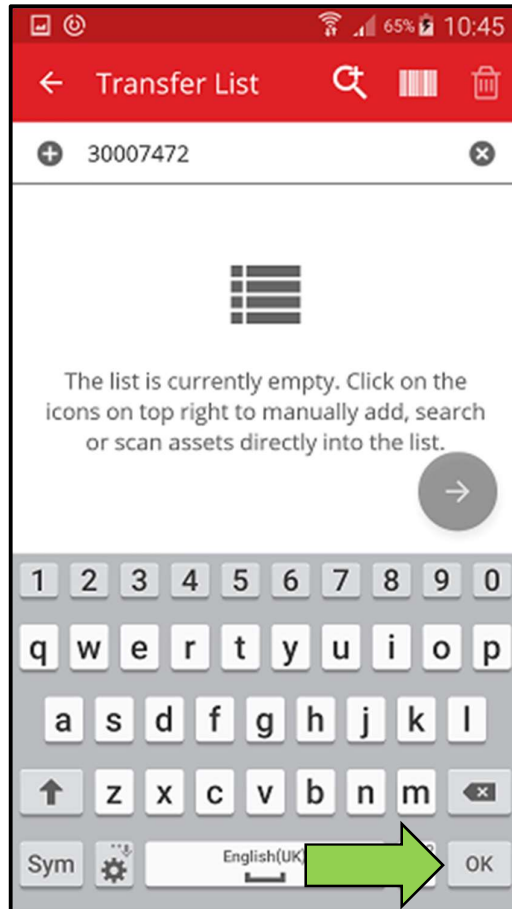 65% 10:45
Transfer List
30007472
The list is currently empty. Click on the
icons on top right to manually add, search
or scan assets directly into the list.
1 2 3 4 5 6 7 8 9 0
q w e r t y u i o p
a s d f g h j k l
z x c v b n m
Sym English(UK) OK